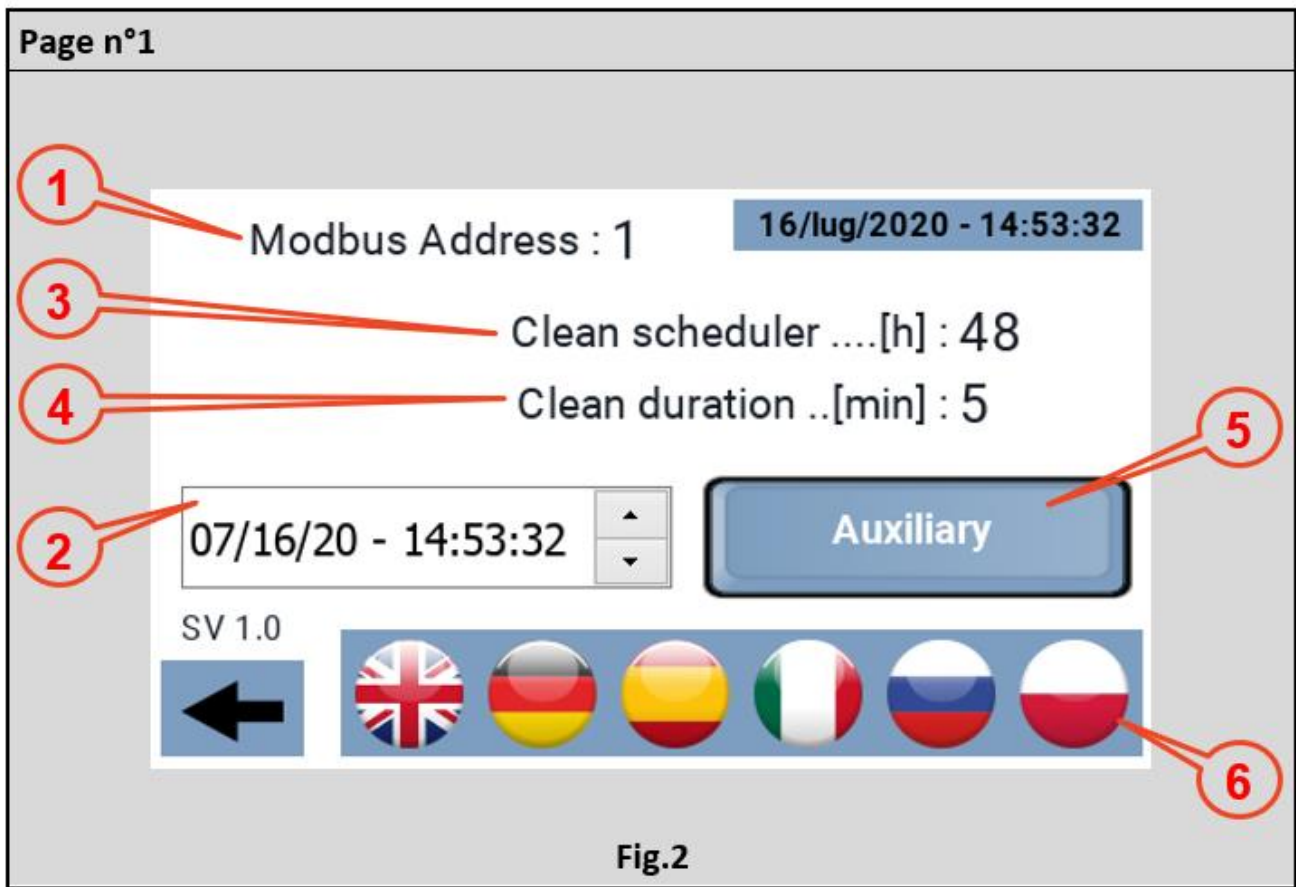 Page n°1
1
Modbus Address : 1
16/lug/2020 - 14:53:32
3
Clean scheduler ....[h] : 48
4
Clean duration ..[min] : 5
5
2
07/16/20 - 14:53:32
Auxiliary
SV 1.0
6
Fig.2